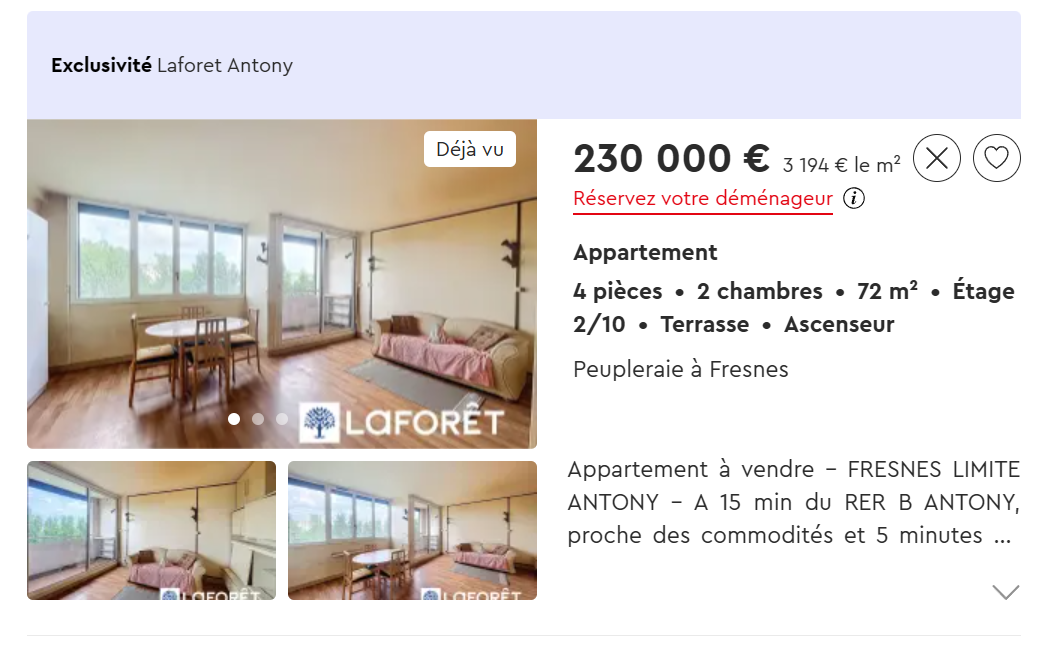 Exclusivité Laforet Antony
Déjà vu
LAFORÊT
LAFORÊT
LAFORÊT
230 000 € 3 194 € le m²
Réservez votre déménageur i
Appartement
4 pièces • 2 chambres • 72 m² • Étage
2/10 • Terrasse • Ascenseur
Peupleraie à Fresnes
Appartement à vendre - FRESNES LIMITE
ANTONY - A 15 min du RER B ANTONY,
proche des commodités et 5 minutes ...